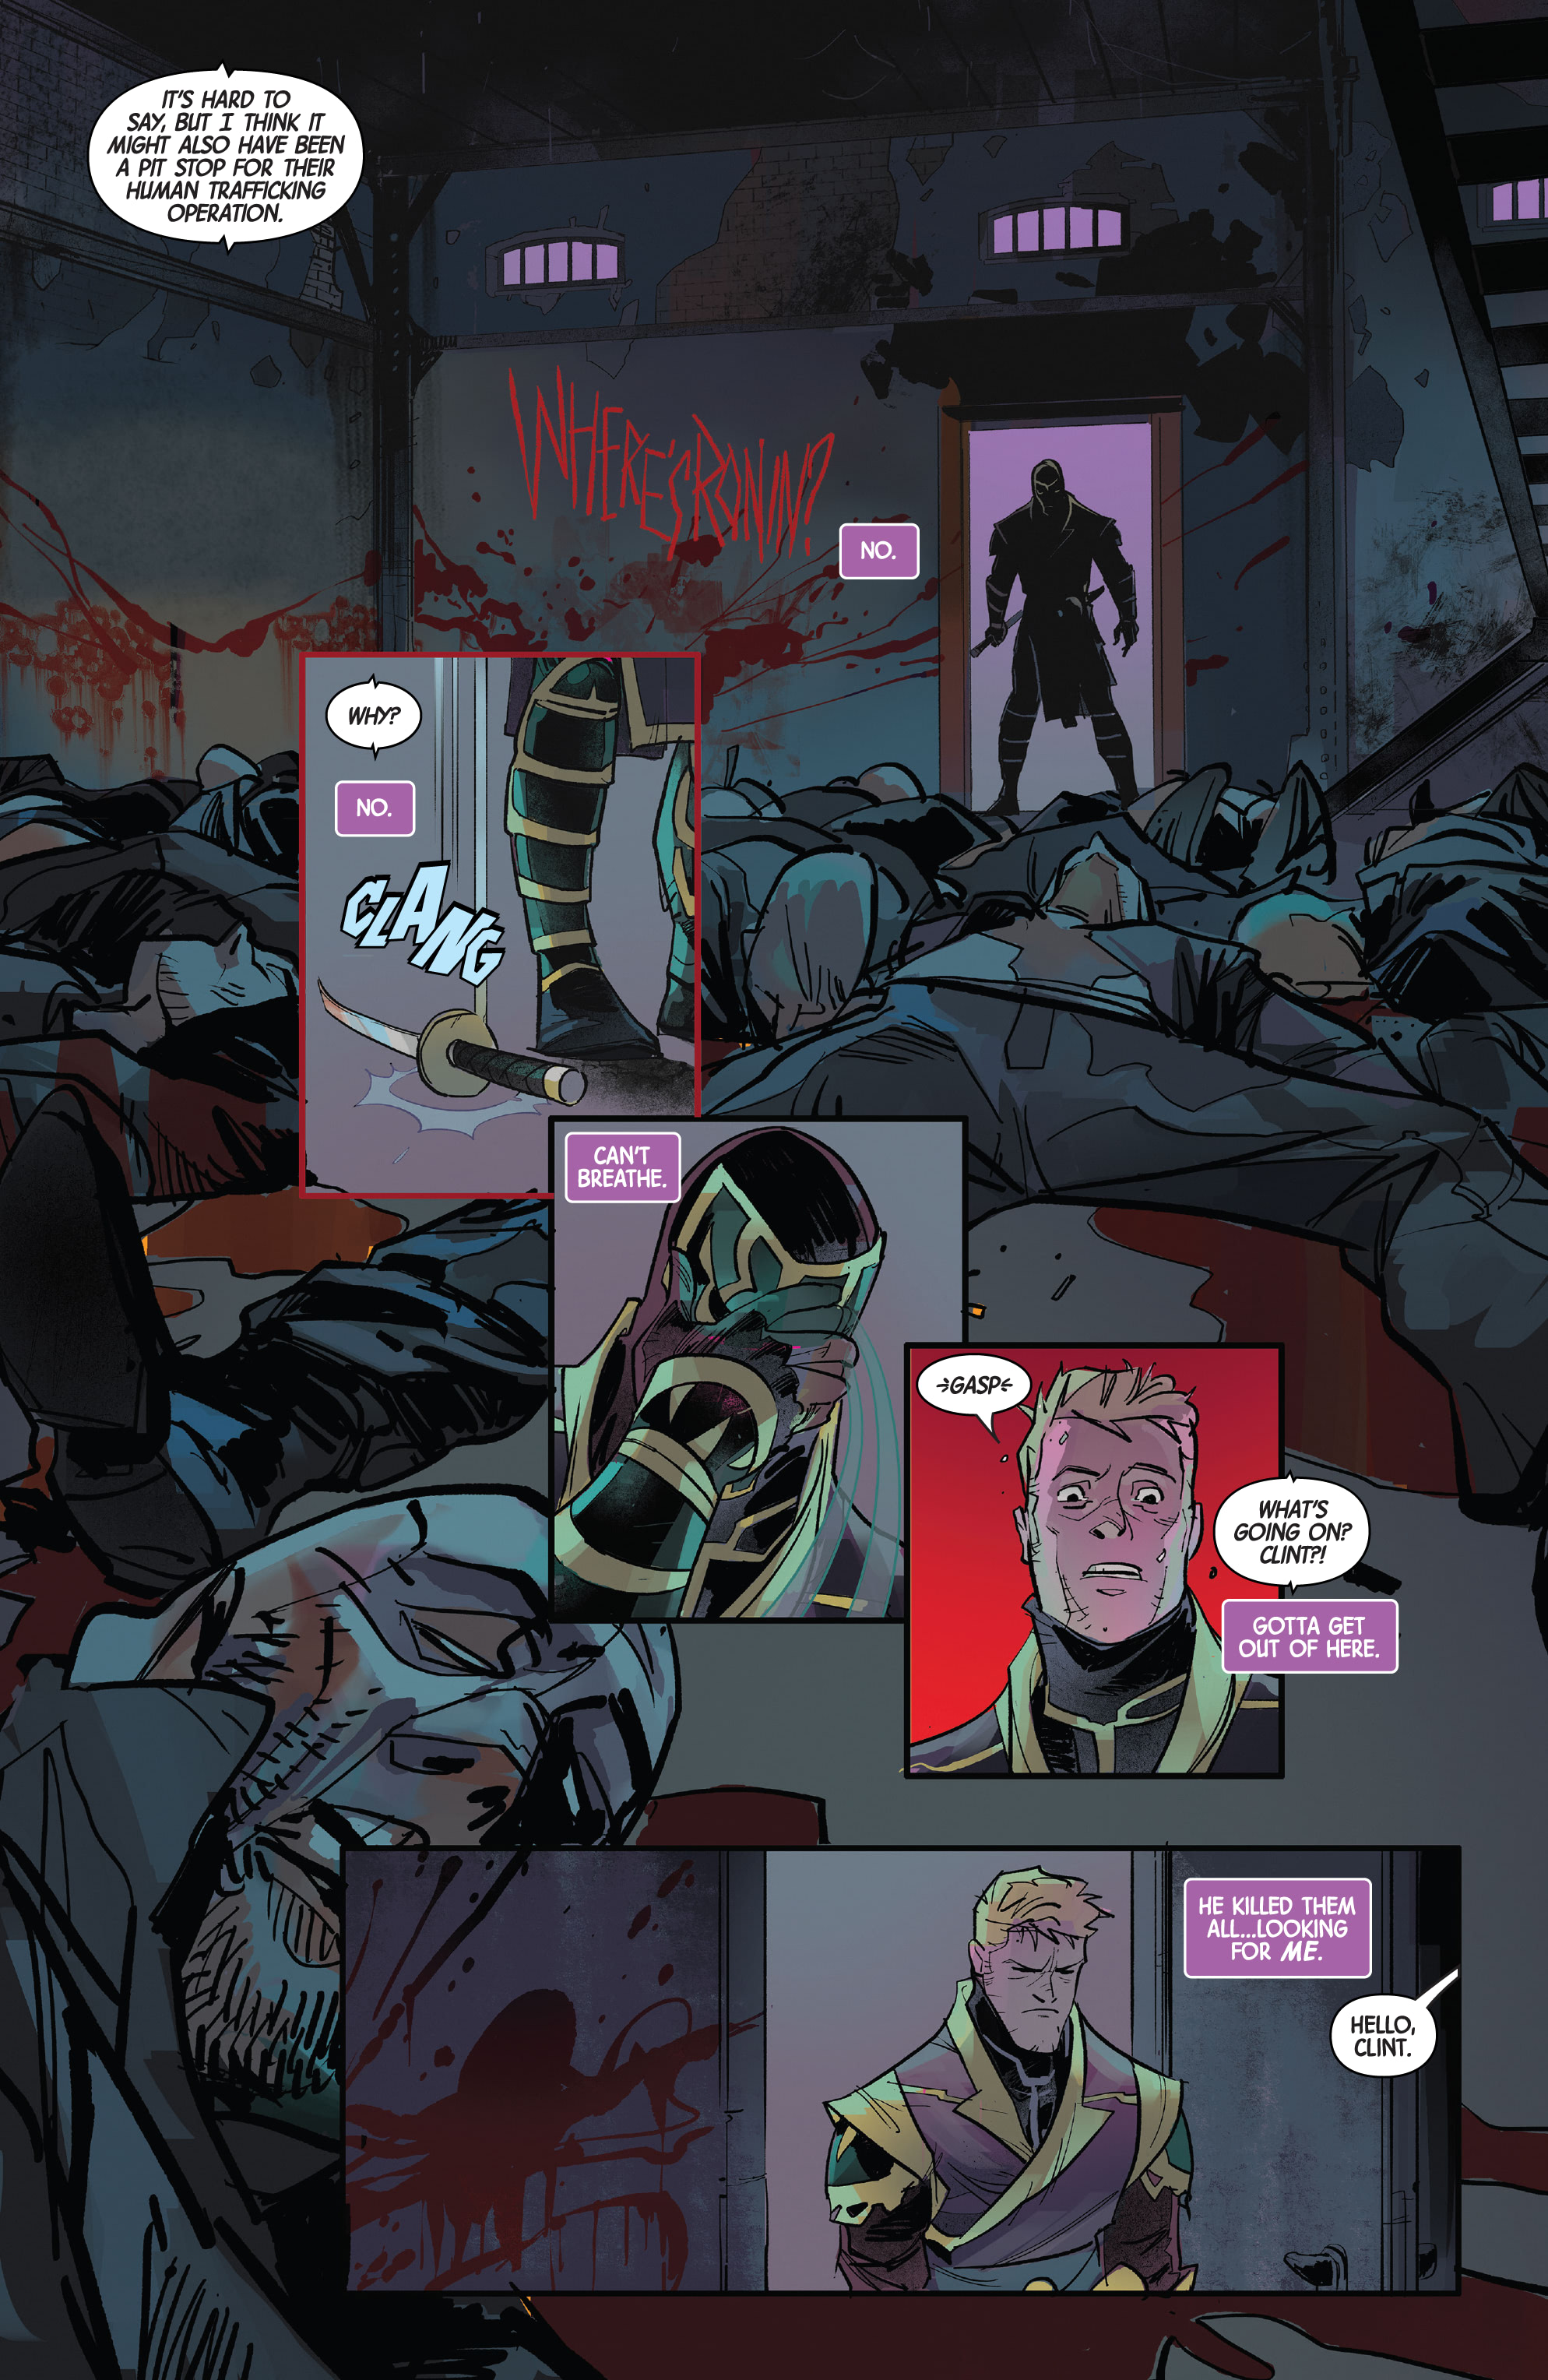 IT'S HARD TO
SAY, BUT I THINK IT
MIGHT ALSO HAVE BEEN
A PIT STOP FOR THEIR
HUMAN TRAFFICKING
OPERATION.
WHERE'S RONIN?
NO.
WHY?
NO.
CLANG
CAN'T
BREATHE.
GASP
WHAT'S
GOING ON?
CLINT?!
GOTTA GET
OUT OF HERE.
HE KILLED THEM
ALL...LOOKING
FOR ME.
HELLO,
CLINT.